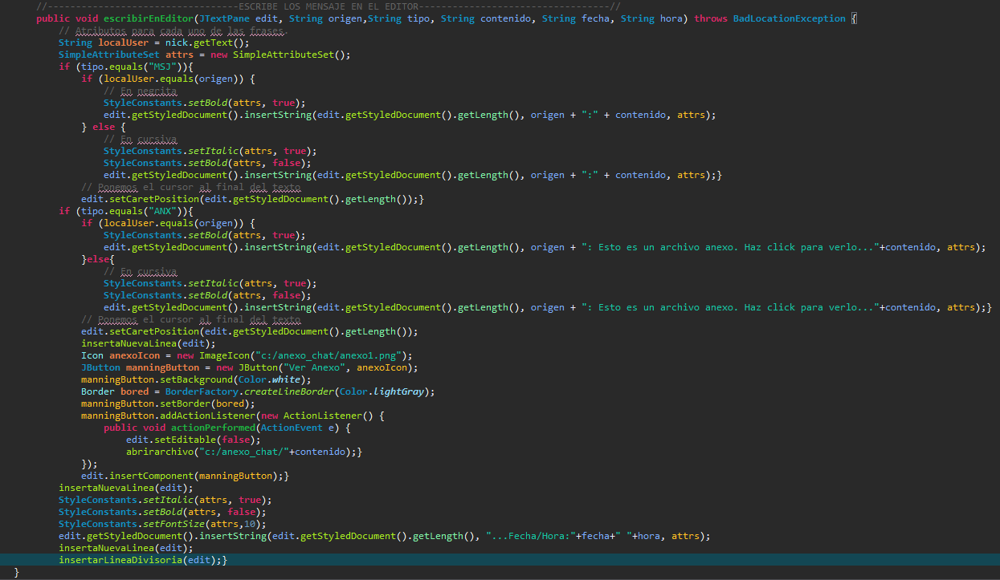 //----------------------------------ESCRIBE LOS MENSAJE EN EL EDITOR----------------------------------//
public void escribirEnEditor(JTextPane edit, String origen,String tipo, String contenido, String fecha, String hora) throws BadLocationException {
// Atributos para cada uno de las frases.
String localUser = nick.getText();
SimpleAttributeSet attrs = new SimpleAttributeSet();
if (tipo.equals("MSJ")){
if (localUser.equals(origen)) {
// En negrita
StyleConstants.setBold(attrs, true);
edit.getStyledDocument().insertString(edit.getStyledDocument().getLength(), origen + ":" + contenido, attrs);
} else {
// En cursiva
StyleConstants.setItalic(attrs, true);
StyleConstants.setBold(attrs, false);
edit.getStyledDocument().insertString(edit.getStyledDocument().getLength(), origen + ":" + contenido, attrs);}
// Ponemos el cursor al final del texto
edit.setCaretPosition(edit.getStyledDocument().getLength());}
if (tipo.equals("ANX")){
if (localUser.equals(origen)) {
StyleConstants.setBold(attrs, true);
edit.getStyledDocument().insertString(edit.getStyledDocument().getLength(), origen + ": Esto es un archivo anexo. Haz click para verlo..."+contenido, attrs);
}else{
// En cursiva
StyleConstants.setItalic(attrs, true);
StyleConstants.setBold(attrs, false);
edit.getStyledDocument().insertString(edit.getStyledDocument().getLength(), origen + ": Esto es un archivo anexo. Haz click para verlo..."+contenido, attrs);}
// Ponemos el cursor al final del texto
edit.setCaretPosition(edit.getStyledDocument().getLength());
insertaNuevaLinea(edit);
Icon anexoIcon = new ImageIcon("c:/anexo_chat/anexo1.png");
JButton manningButton = new JButton("Ver Anexo", anexoIcon);
manningButton.setBackground(Color.white);
Border bored = BorderFactory.createLineBorder(Color.lightGray);
manningButton.setBorder(bored);
manningButton.addActionListener(new ActionListener() {
public void actionPerformed(ActionEvent e) {
edit.setEditable(false);
abrirarchivo("c:/anexo_chat/"+contenido);}
});
edit.insertComponent(manningButton);}
insertaNuevaLinea(edit);
StyleConstants.setItalic(attrs, true);
StyleConstants.setBold(attrs, false);
StyleConstants.setFontSize(attrs,10);
edit.getStyledDocument().insertString(edit.getStyledDocument().getLength(), "...Fecha/Hora:"+fecha+" "+hora, attrs);
insertaNuevaLinea(edit);
insertarLineaDivisoria(edit);}
}